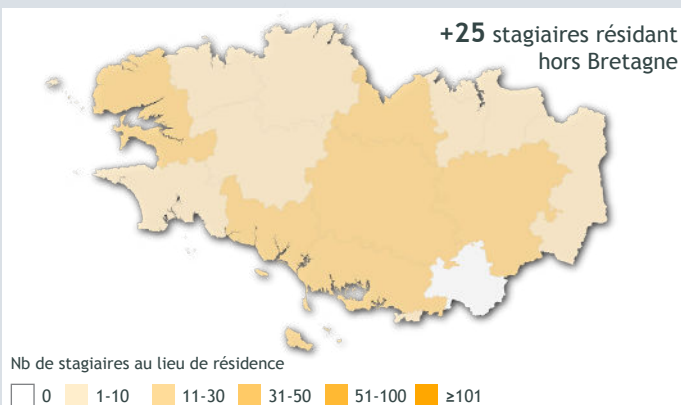 +25 stagiaires résidant
hors Bretagne
Nb de stagiaires au lieu de résidence
0 1-10 11-30 31-50 51-100 ≥101